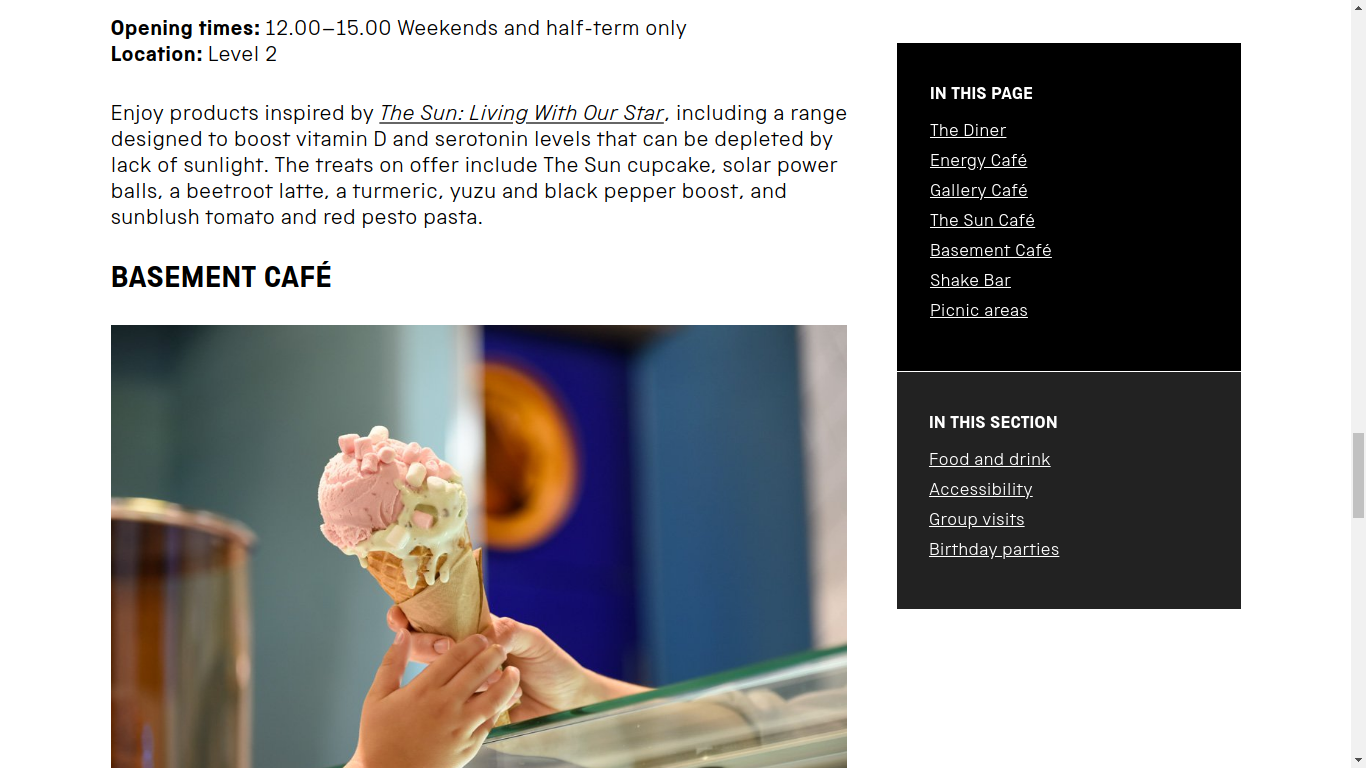 Opening times: 12.00–15.00 Weekends and half-term only
Location: Level 2
Enjoy products inspired by The Sun: Living With Our Star, including a range
designed to boost vitamin D and serotonin levels that can be depleted by
lack of sunlight. The treats on offer include The Sun cupcake, solar power
balls, a beetroot latte, a turmeric, yuzu and black pepper boost, and
sunblush tomato and red pesto pasta.
BASEMENT CAFÉ
IN THIS PAGE
The Diner
Energy Café
Gallery Café
The Sun Café
Basement Café
Shake Bar
Picnic areas
IN THIS SECTION
Food and drink
Accessibility
Group visits
Birthday parties